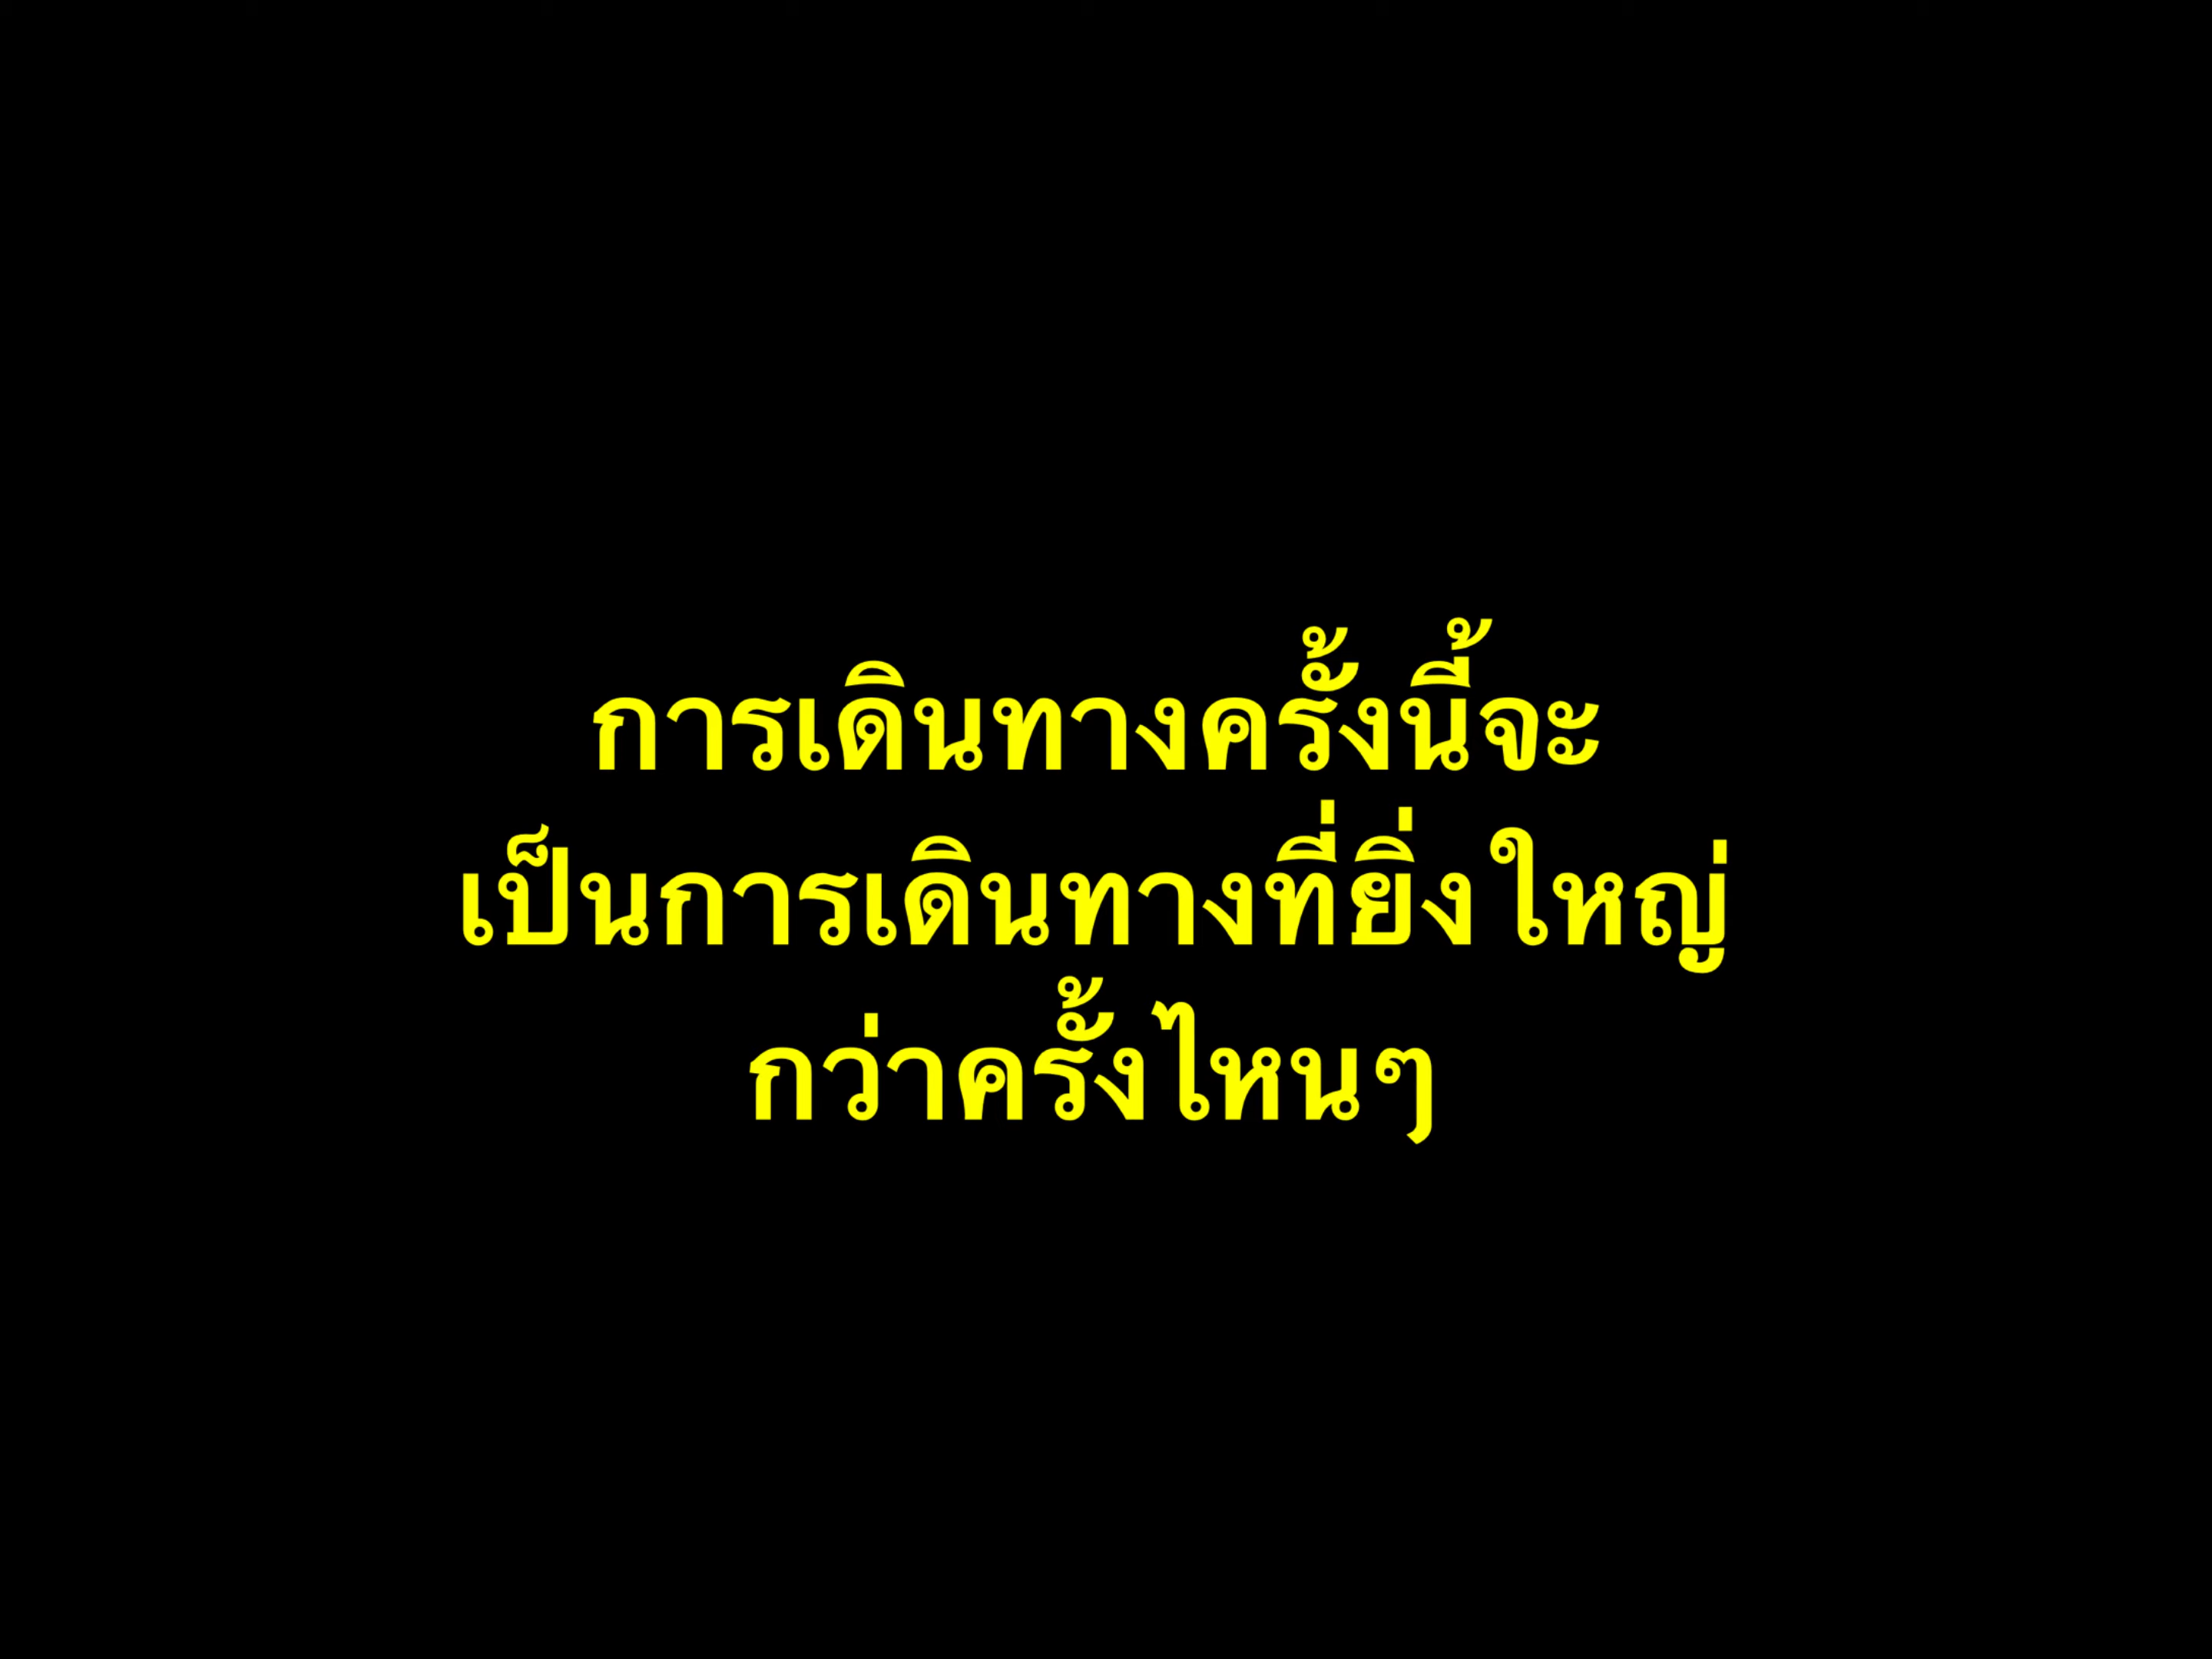 การเดินทางครั้งนี้จะ
เป็นการเดินทางที่ยิ่งใหญ่
กว่าครั้งไหนๆ